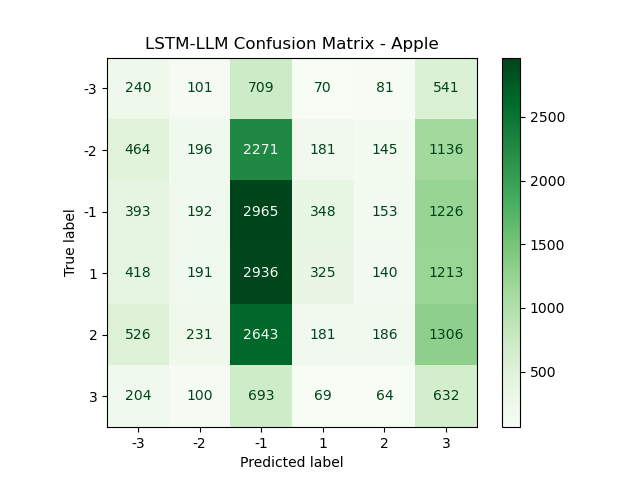 LSTM-LLM Confusion Matrix - Apple
-3 240 101 709 70 81 541
-2 464 196 2271 181 145 1136
-1 393 192 2965 348 153 1226
1 418 191 2936 325 140 1213
2 526 231 2643 181 186 1306
3 204 100 693 69 64 632
-3 -2 -1 1 2 3
Predicted label
True label
2500
2000
1500
1000
500